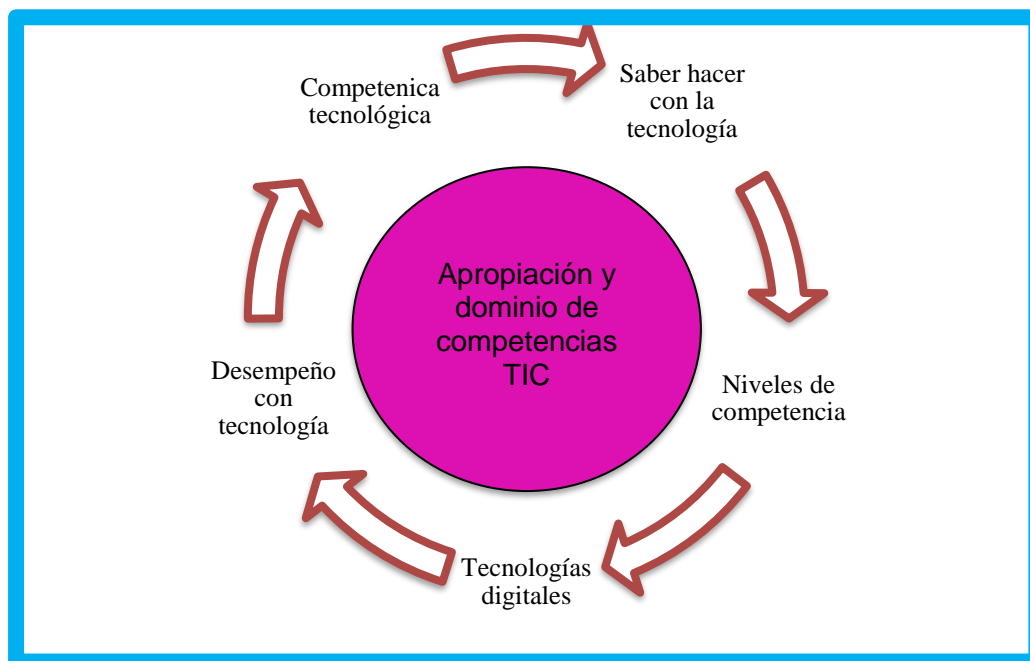 Competenica
tecnológica
Saber hacer
con la
tecnología
Apropiación y
dominio de
competencias
TIC
Desempeño
con
tecnología
Niveles de
competencia
Tecnologías
digitales